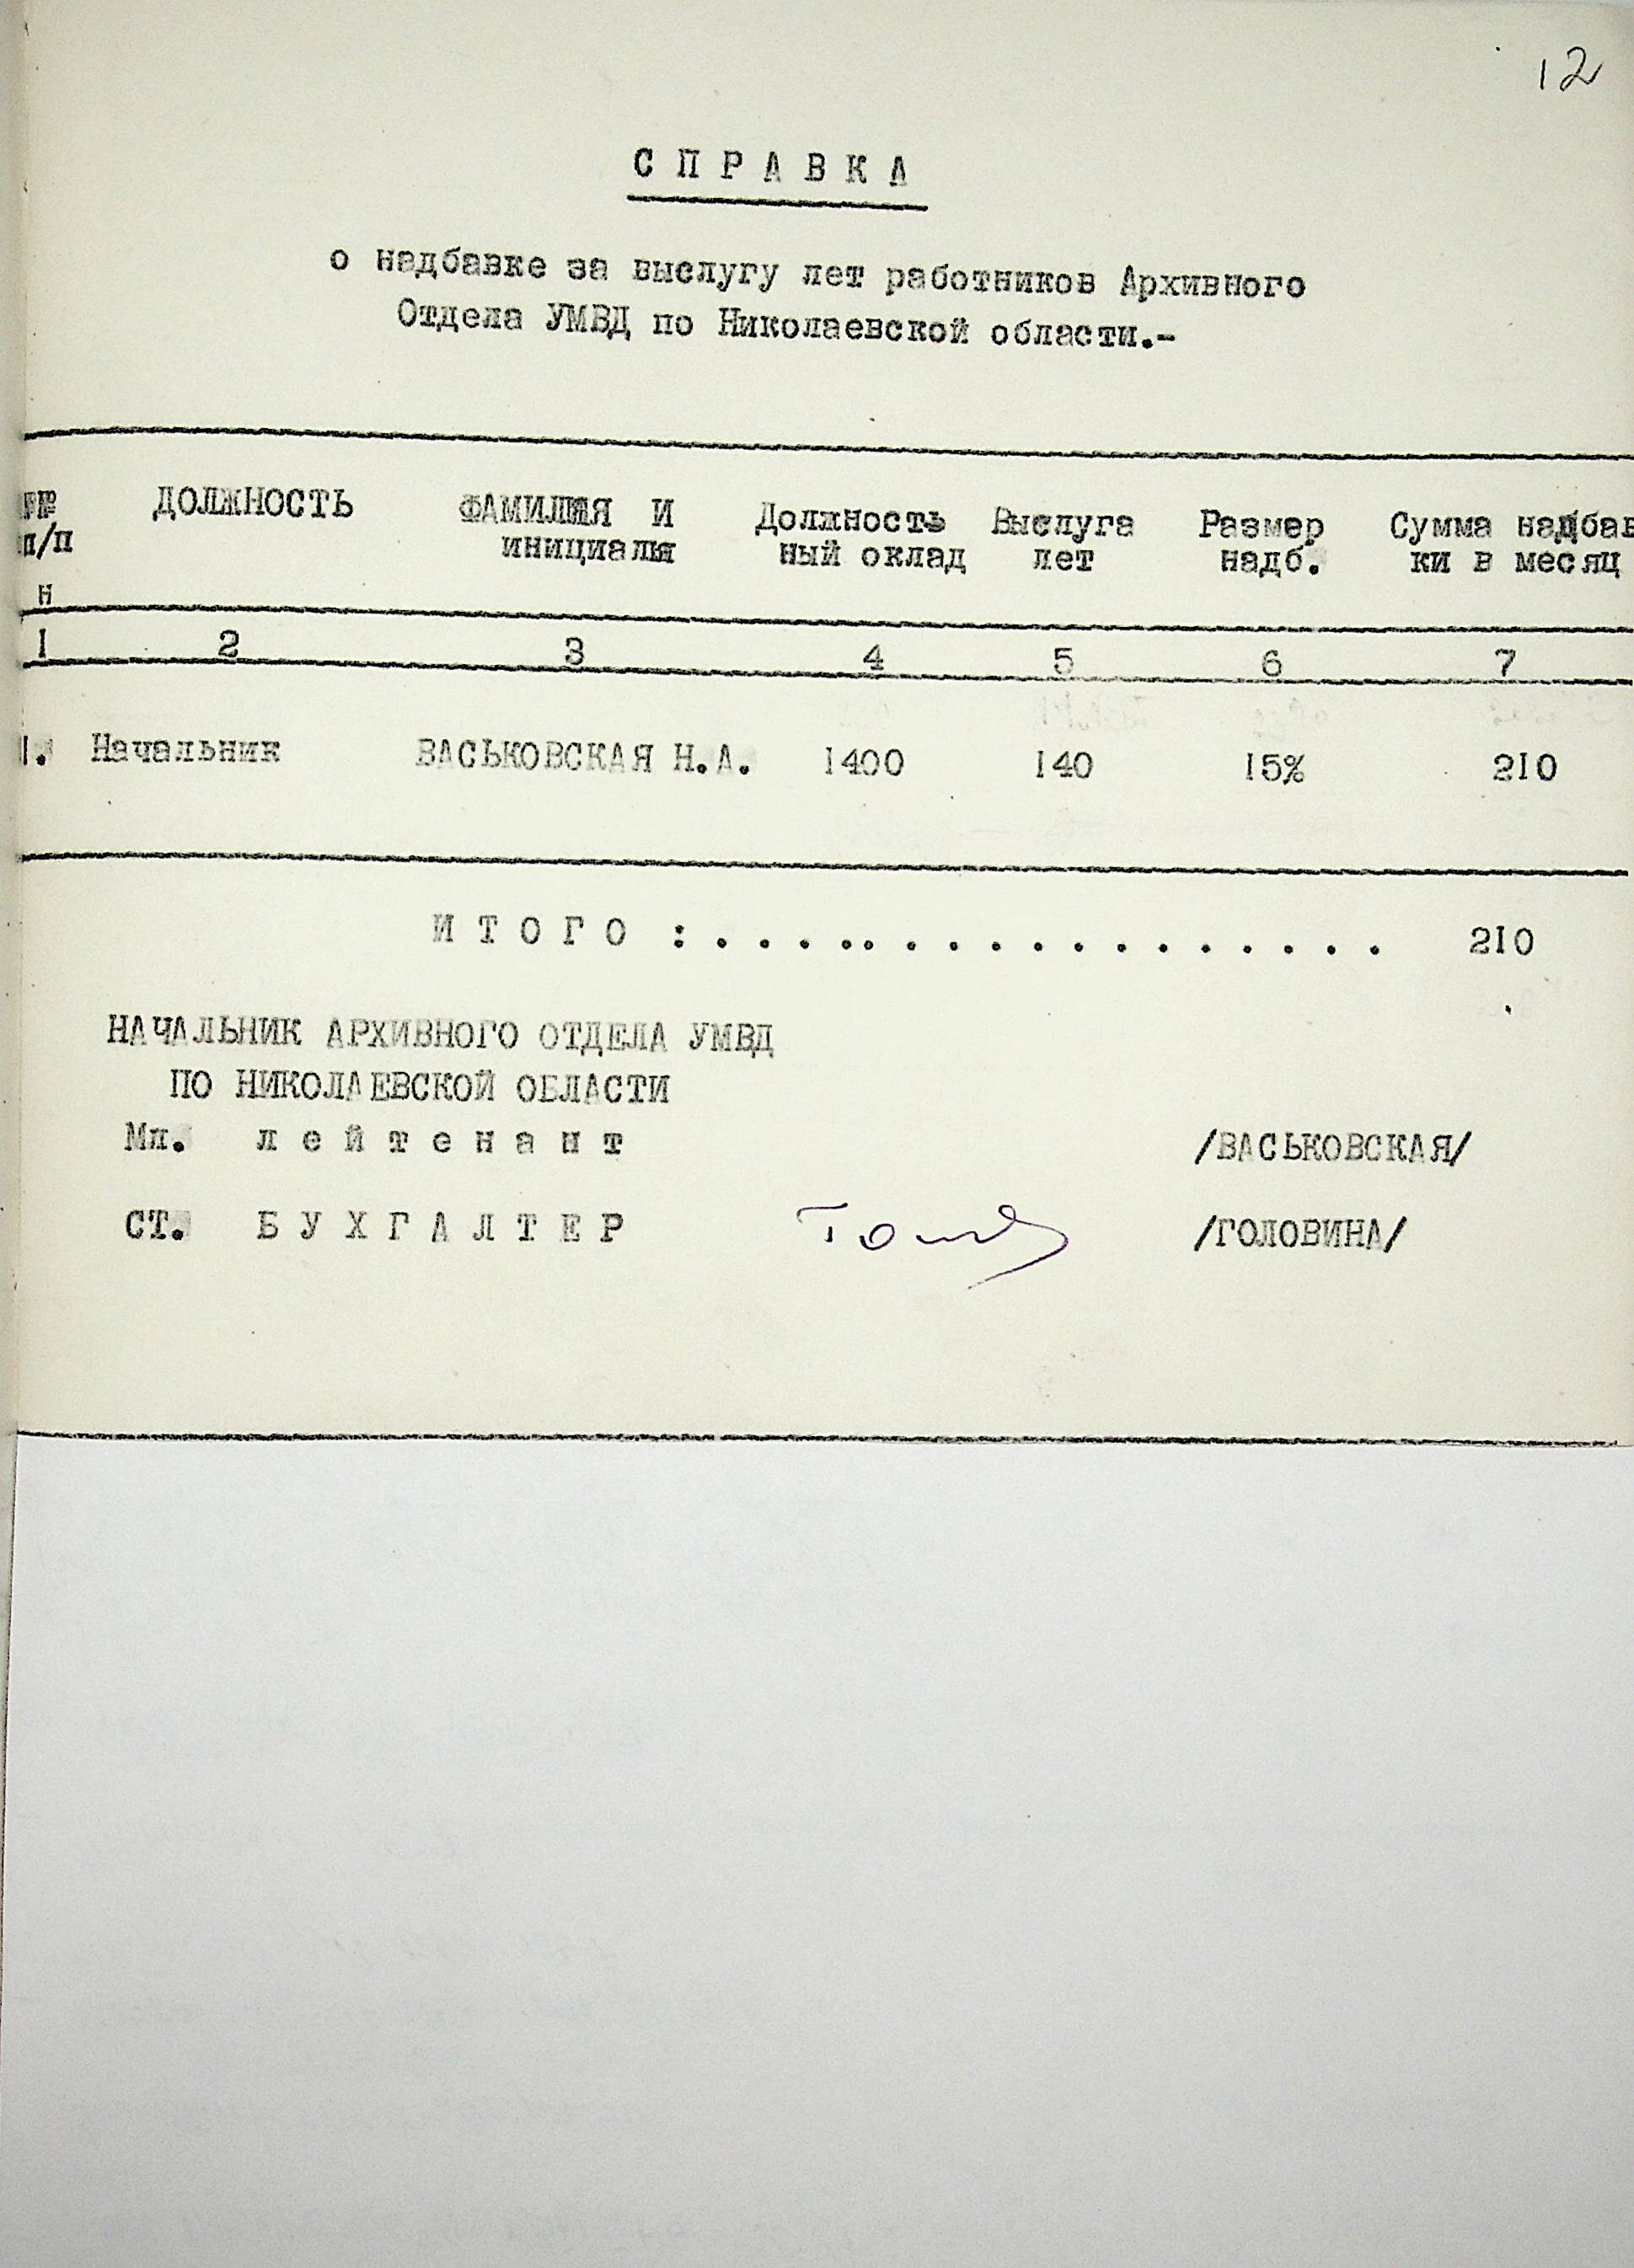 12
СПРАВКА
о надбавке за выслугу лет работников Архивного
Отдела УМВД по Николаевской области.-
№№ ДОЛЖНОСТЬ ФАМИЛИЯ И Должность Выслуга Размер Сумма надбав
п/п инициалы ный оклад лет надб. ки в месяц
н
1 2 3 4 5 6 7
1. Начальник ВАСЬКОВСКАЯ Н.А. 1400 140 15% 210
ИТОГО :.................. 210
НАЧАЛЬНИК АРХИВНОГО ОТДЕЛА УМВД
ПО НИКОЛАЕВСКОЙ ОБЛАСТИ
Мл. лейтенант /ВАСЬКОВСКАЯ/
СТ. БУХГАЛТЕР /ГОЛОВИНА/